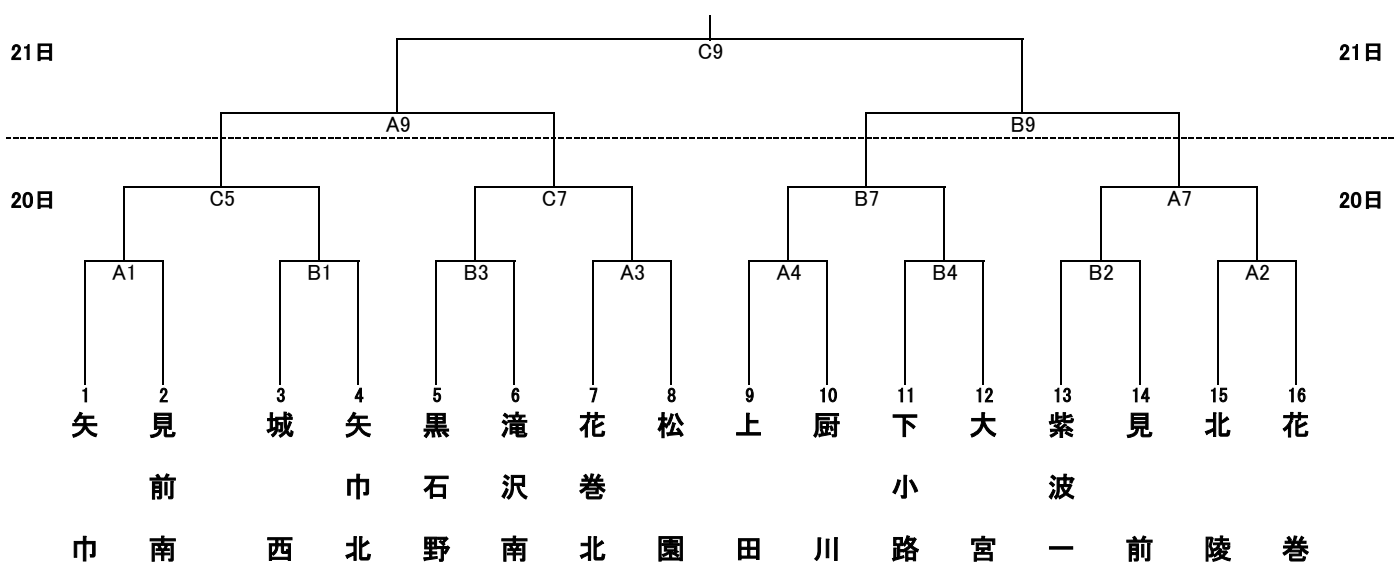 C9
21日 21日
A9 B9
20日 C5 C7 B7 A7 20日
A1 B1 B3 A3 A4 B4 B2 A2
1 2 3 4 5 6 7 8 9 10 11 12 13 14 15 16
矢巾
見前南
城西
矢巾北
黒石野
滝沢南
花巻北
松園
上田
厨川
下小路
大宮
紫波一
見前
北陵
花巻